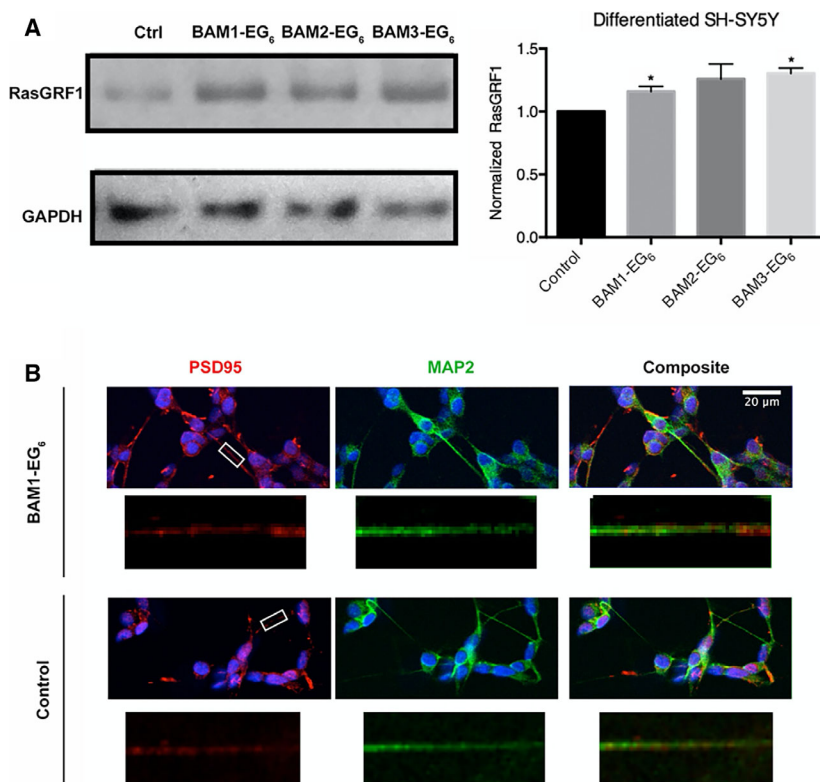 A
Ctrl BAM1-EG6 BAM2-EG6 BAM3-EG6
RasGRF1
GAPDH
Differentiated SH-SY5Y
Normalized RasGRF1
1.5
1.0
0.5
0.0
* *
Control BAM1-EG6 BAM2-EG6 BAM3-EG6
B
PSD95 MAP2 Composite
20 µm
BAM1-EG6
Control